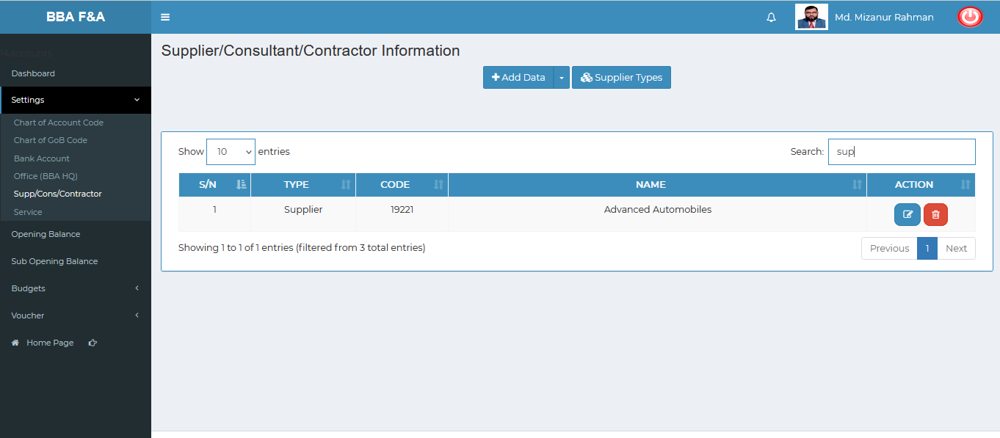 BBA F&A
Md. Mizanur Rahman
Supplier/Consultant/Contractor Information
Add Data
Supplier Types
Dashboard
Settings
Chart of Account Code
Chart of GoB Code
Bank Account
Office (BBA HQ)
Supp/Cons/Contractor
Service
Opening Balance
Sub Opening Balance
Budgets
Voucher
Home Page
Show 10 entries
Search: sup
S/N TYPE CODE NAME ACTION
1 Supplier 19221 Advanced Automobiles
Showing 1 to 1 of 1 entries (filtered from 3 total entries)
Previous 1 Next